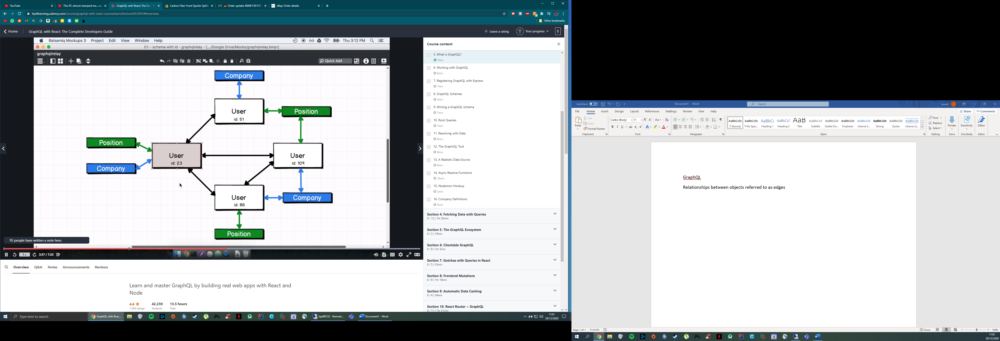 YouTube
This PC almost stumped me... ca
GraphQL with React: The Co
Carbon Fiber Front Spoiler Splitt
Order update: BMW F30 F31
eBay: Order details
hpdlearning.udemy.com/course/graphql-with-react-course/learn/lecture/6523014#overview
Other bookmarks
Home
GraphQL with React: The Complete Developers Guide
Leave a rating
Your progress
Balsamiq Mockups 3 Project Edit View Window Help
Thu 3:12 PM
01 - schema with id - graphqlrelay - [.../Google Drive/Mocks/graphqlrelay.bmpr]
graphqlrelay
Quick Add
Company
User
id: 51
Position
Position
User
id: 23
User
id: 109
Company
User
id: 86
Company
Position
95 people have written a note here.
1x
3:57 / 7:23
Overview Q&A Notes Announcements Reviews
Learn and master GraphQL by building real web apps with React and
Node
4.6
42,230
13.5 hours
7,344 ratings
Students
Total
Course content
5. What is GraphQL?
7min
6. Working with GraphQL
6min
7. Registering GraphQL with Express
7min
8. GraphQL Schemas
4min
9. Writing a GraphQL Schema
7min
10. Root Queries
7min
11. Resolving with Data
6min
12. The GraphiQL Tool
9min
13. A Realistic Data Source
9min
14. Async Resolve Functions
10min
15. Nodemon Hookup
2min
16. Company Definitions
5min
Section 4: Fetching Data with Queries
0 / 12 | 1hr 20min
Section 5: The GraphQL Ecosystem
0 / 2 | 19min
Section 6: Clientside GraphQL
0 / 9 | 1hr 5min
Section 7: Gotchas with Queries in React
0 / 5 | 33min
Section 8: Frontend Mutations
0 / 9 | 1hr 16min
Section 9: Automatic Data Caching
0 / 4 | 24min
Section 10: React Router + GraphQL
0 / 11 | 1hr 21min
Type here to search
GraphQL with Reac...
hpd00132 - Remote...
Document1 - Word
11:01
29/12/2020
AutoSave Off
Document1 - Word
Search
Jawad
J
File Home Insert Design Layout References Mailings Review View Help
Share
Comments
Paste
Cut
Copy
Format Painter
Clipboard
Calibri (Body)
11
Font
Paragraph
AaBbCcDc AaBbCcDc AaBbCc AaBbCcC AaB AaBbCcD AaBbCcDc AaBbCcDc AaBbCcDc AaBbCcDc AaBbCcDc AaBbCcDc
¶ Normal ¶ No Spac... Heading 1 Heading 2 Title Subtitle Subtle Em... Emphasis Intense E... Strong Quote Intense Q...
Styles
Find
Replace
Select
Editing
Dictate
Voice
Sensitivity
Sensitivity
Editor
Editor
GraphQL
Relationships between objects referred to as edges
Page 1 of 1
8 words
Focus
150%
11:01
29/12/2020